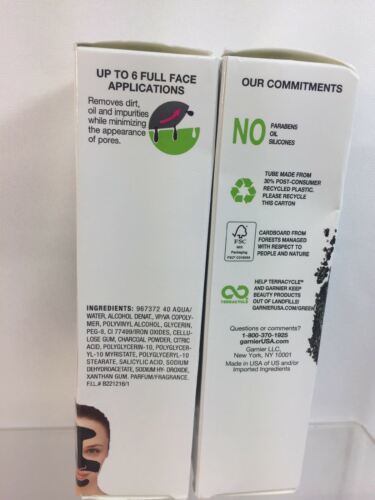 UP TO 6 FULL FACE
APPLICATIONS
Removes dirt,
oil and impurities
while minimizing
the appearance
of pores.
INGREDIENTS: 967372 40 AQUA/
WATER, ALCOHOL DENAT, VP/VA COPOLY-
MER, POLYVINYL ALCOHOL, GLYCERIN,
PEG-8, CI 77499/IRON OXIDES, CELLU-
LOSE GUM, CHARCOAL POWDER, CITRIC
ACID, POLYGLYCERIN-10, POLYGLYCER-
YL-10 MYRISTATE, POLYGLYCERYL-10
STEARATE, SALICYLIC ACID, SODIUM
DEHYDROACETATE, SODIUM HY- DROXIDE,
XANTHAN GUM, PARFUM/FRAGRANCE.
F.I.L.# B221216/1
OUR COMMITMENTS
NO PARABENS
OIL
SILICONES
TUBE MADE FROM
30% POST-CONSUMER
RECYCLED PLASTIC.
PLEASE RECYCLE
THIS CARTON
FSC
MIX
Packaging
CARDBOARD FROM
FORESTS MANAGED
WITH RESPECT TO
PEOPLE AND NATURE
TERRACYCLE
HELP TERRACYCLE
AND GARNIER KEEP
BEAUTY PRODUCTS
OUT OF LANDFILLS!
GARNIERUSA.COM/GREEN
Questions or comments?
1-800-370-1925
garnierUSA.com
Garnier LLC,
New York, NY 10001
Made in US of US and/or
Imported Ingredients